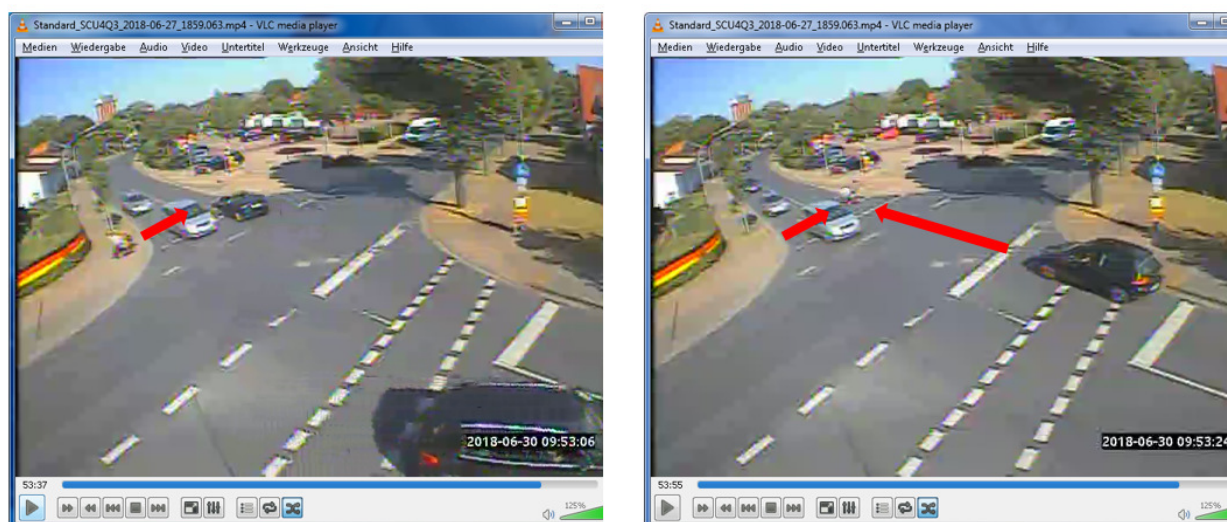 Standard_SCU4Q3_2018-06-27_1859.063.mp4 - VLC media player
Medien Wiedergabe Audio Video Untertitel Werkzeuge Ansicht Hilfe
2018-06-30 09:53:06
53:37
125%
Standard_SCU4Q3_2018-06-27_1859.063.mp4 - VLC media player
Medien Wiedergabe Audio Video Untertitel Werkzeuge Ansicht Hilfe
2018-06-30 09:53:24
53:55
125%